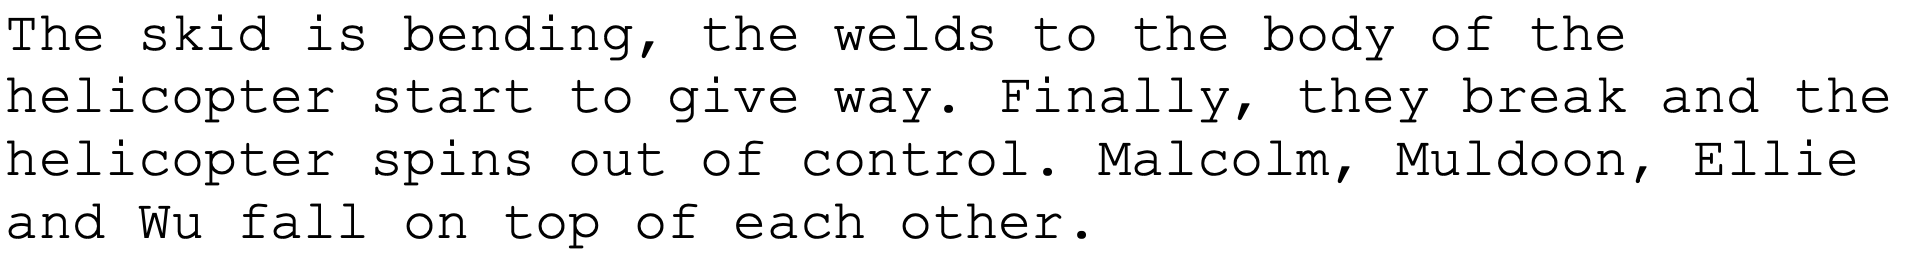 The skid is bending, the welds to the body of the
helicopter start to give way. Finally, they break and the
helicopter spins out of control. Malcolm, Muldoon, Ellie
and Wu fall on top of each other.